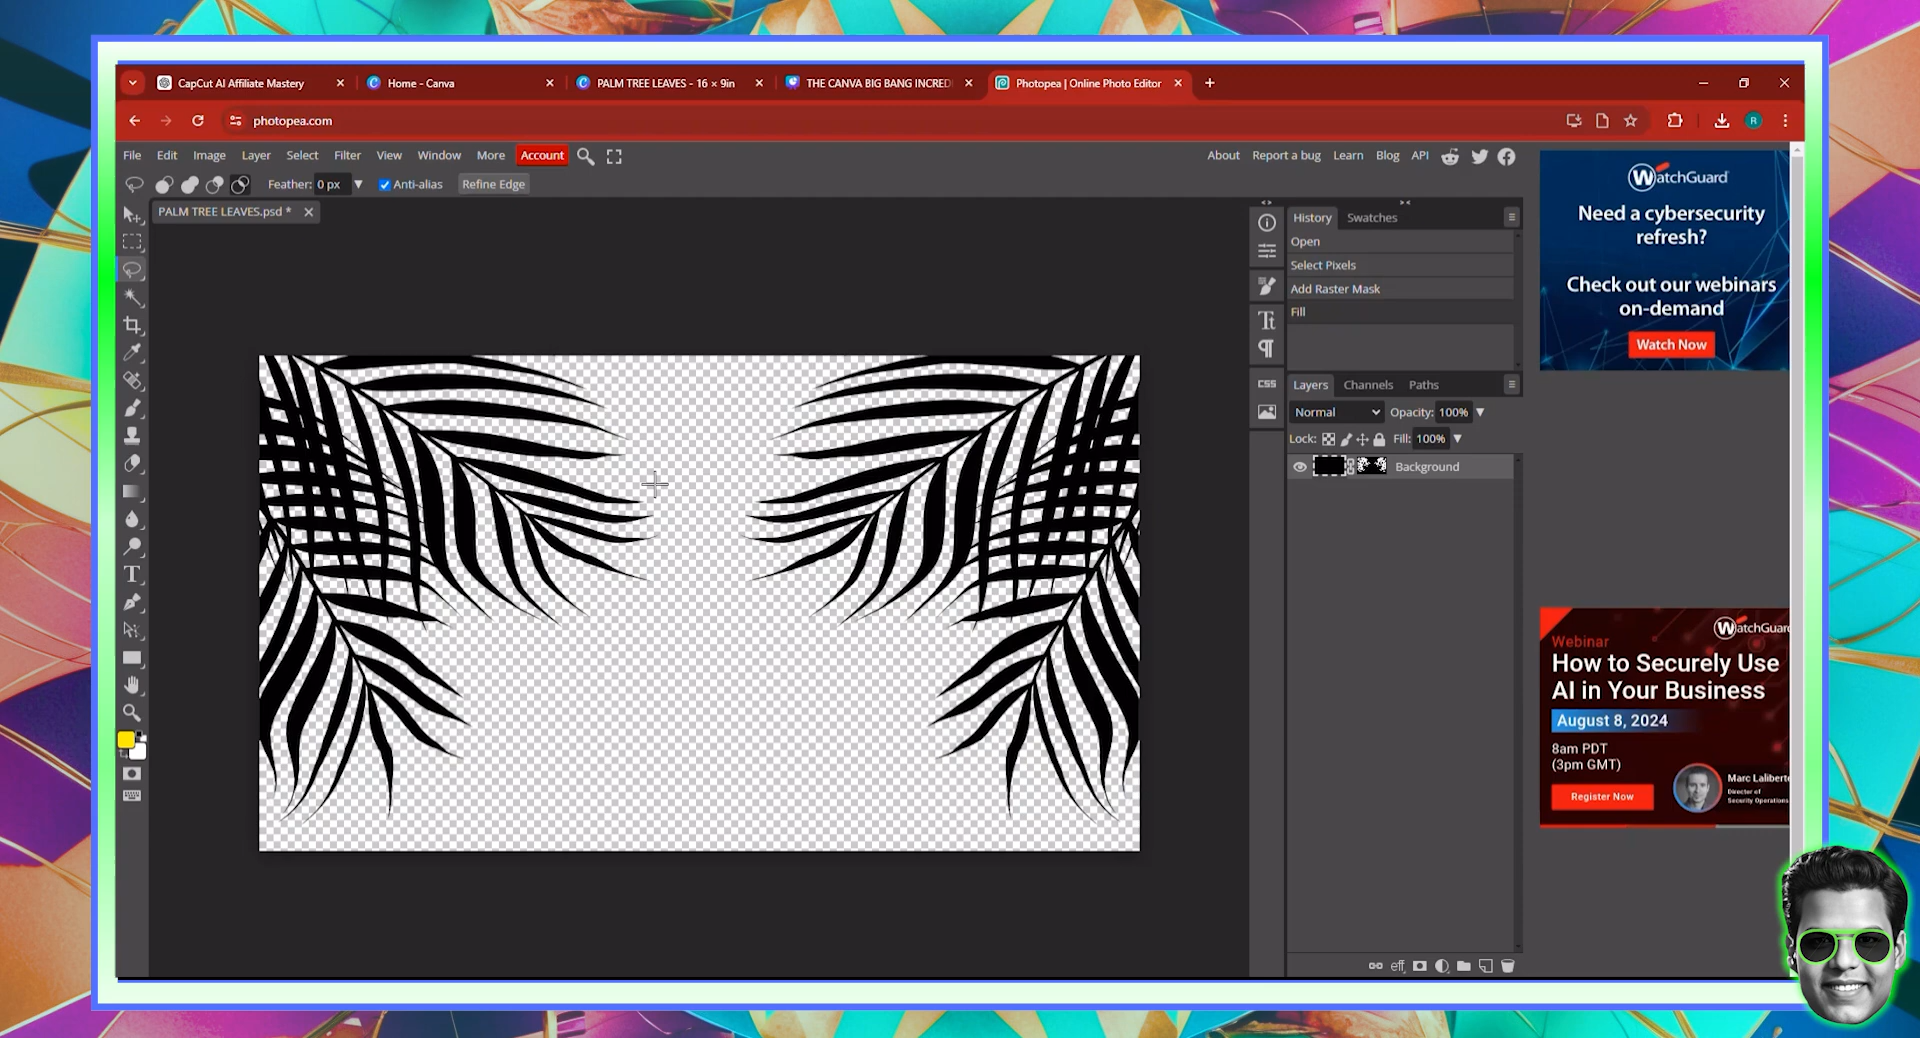 CapCut AI Affiliate Mastery
Home - Canva
PALM TREE LEAVES - 16 × 9in
THE CANVA BIG BANG INCRED
Photopea | Online Photo Editor
photopea.com
R
File Edit Image Layer Select Filter View Window More Account
About Report a bug Learn Blog API
Feather: 0 px Anti-alias Refine Edge
PALM TREE LEAVES.psd *
History Swatches
Open
Select Pixels
Add Raster Mask
Fill
CSS
Layers Channels Paths
Normal Opacity: 100%
Lock: Fill: 100%
Background
eff
WatchGuard
Need a cybersecurity
refresh?
Check out our webinars
on-demand
Watch Now
WatchGuar
Webinar
How to Securely Use
AI in Your Business
August 8, 2024
8am PDT
(3pm GMT)
Marc Laliberte
Director of
Security Operations
Register Now